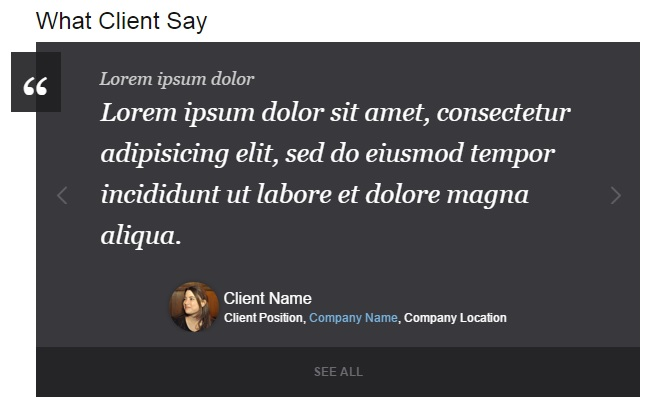 What Client Say
“
Lorem ipsum dolor
Lorem ipsum dolor sit amet, consectetur
adipisicing elit, sed do eiusmod tempor
incididunt ut labore et dolore magna
aliqua.
Client Name
Client Position, Company Name, Company Location
SEE ALL